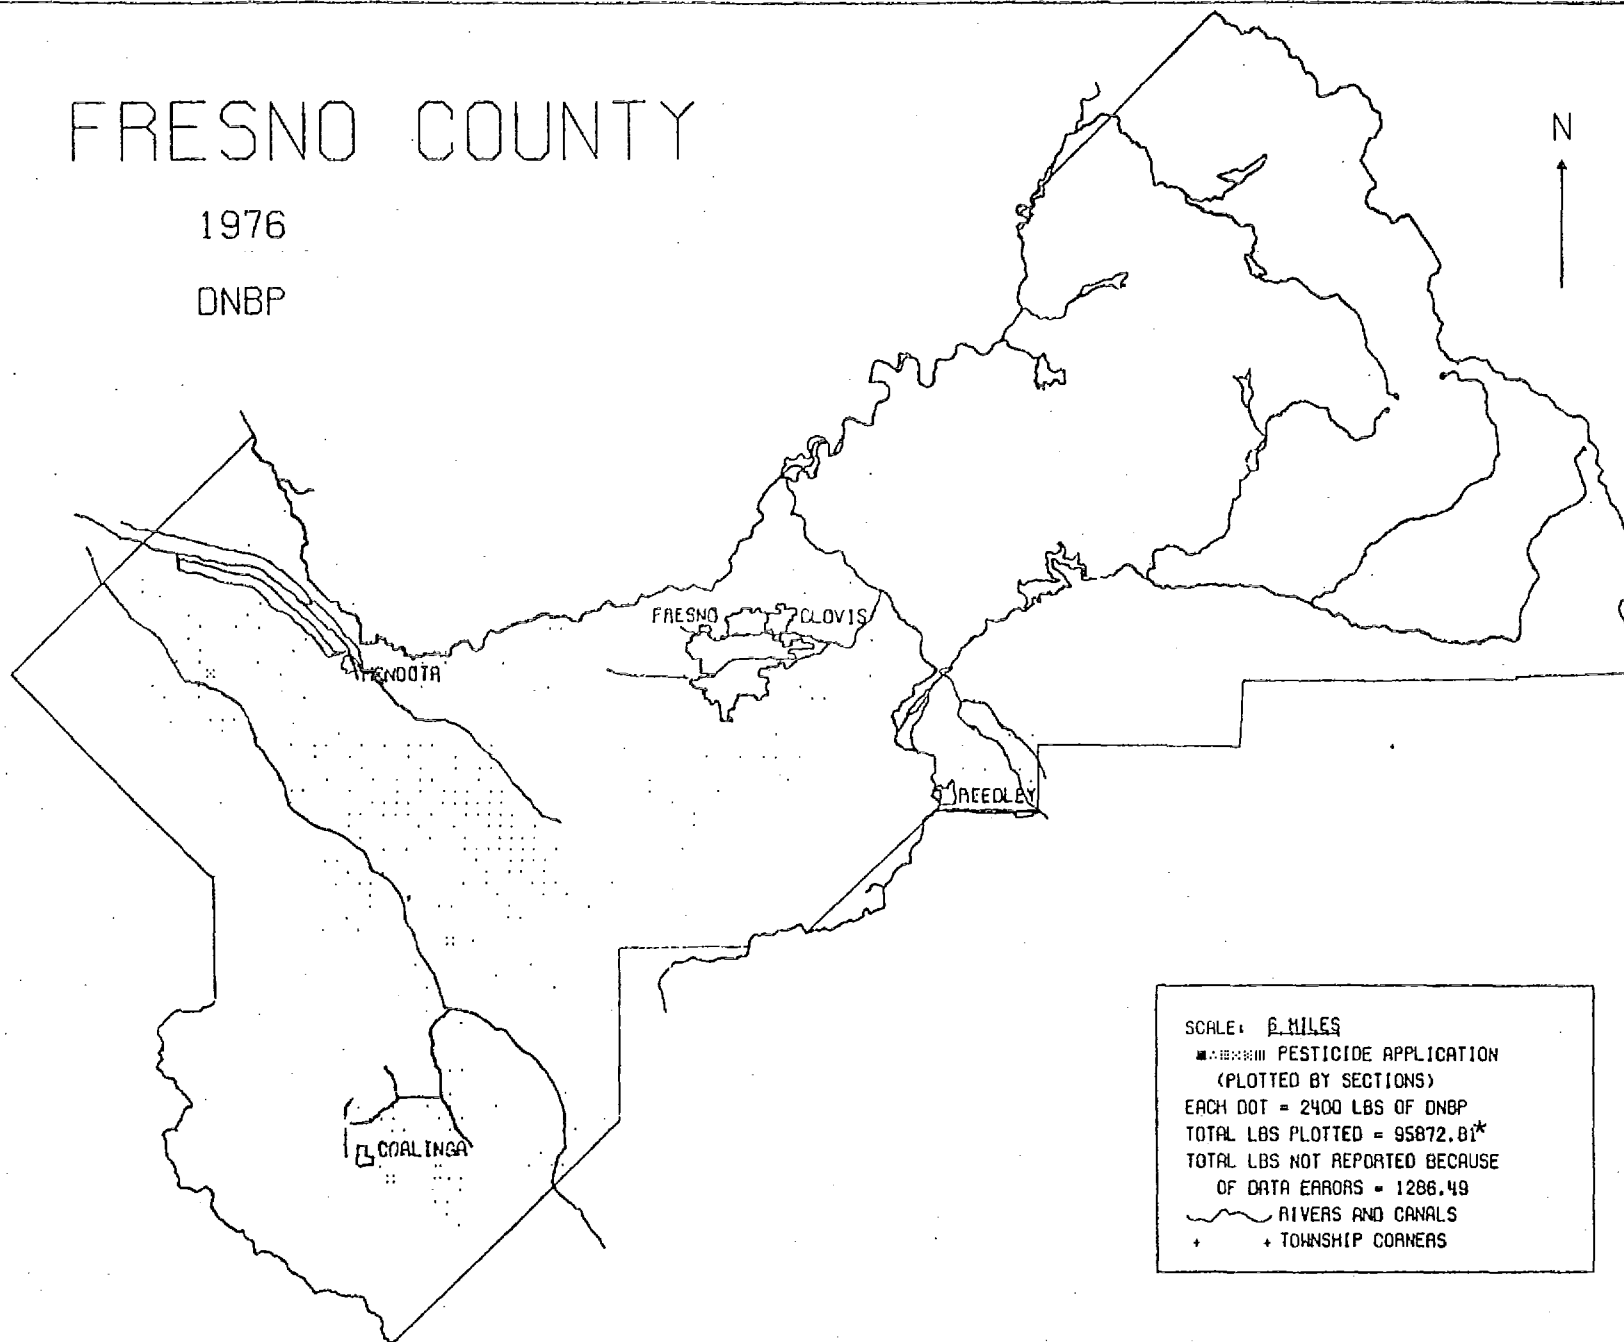 FRESNO COUNTY
1976
DNBP
N
FRESNO
CLOVIS
MENDOTA
REEDLEY
COALINGA
SCALE: 6 MILES
PESTICIDE APPLICATION
(PLOTTED BY SECTIONS)
EACH DOT = 2400 LBS OF DNBP
TOTAL LBS PLOTTED = 95872.81*
TOTAL LBS NOT REPORTED BECAUSE
OF DATA ERRORS = 1286.49
RIVERS AND CANALS
+ + TOWNSHIP CORNERS